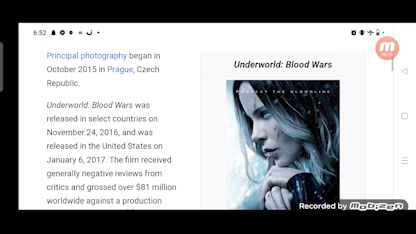 6:52
Principal photography began in
October 2015 in Prague, Czech
Republic.
Underworld: Blood Wars was
released in select countries on
November 24, 2016, and was
released in the United States on
January 6, 2017. The film received
generally negative reviews from
critics and grossed over $81 million
worldwide against a production
Underworld: Blood Wars
PROTECT THE BLOODLINE
Recorded by Mobizen